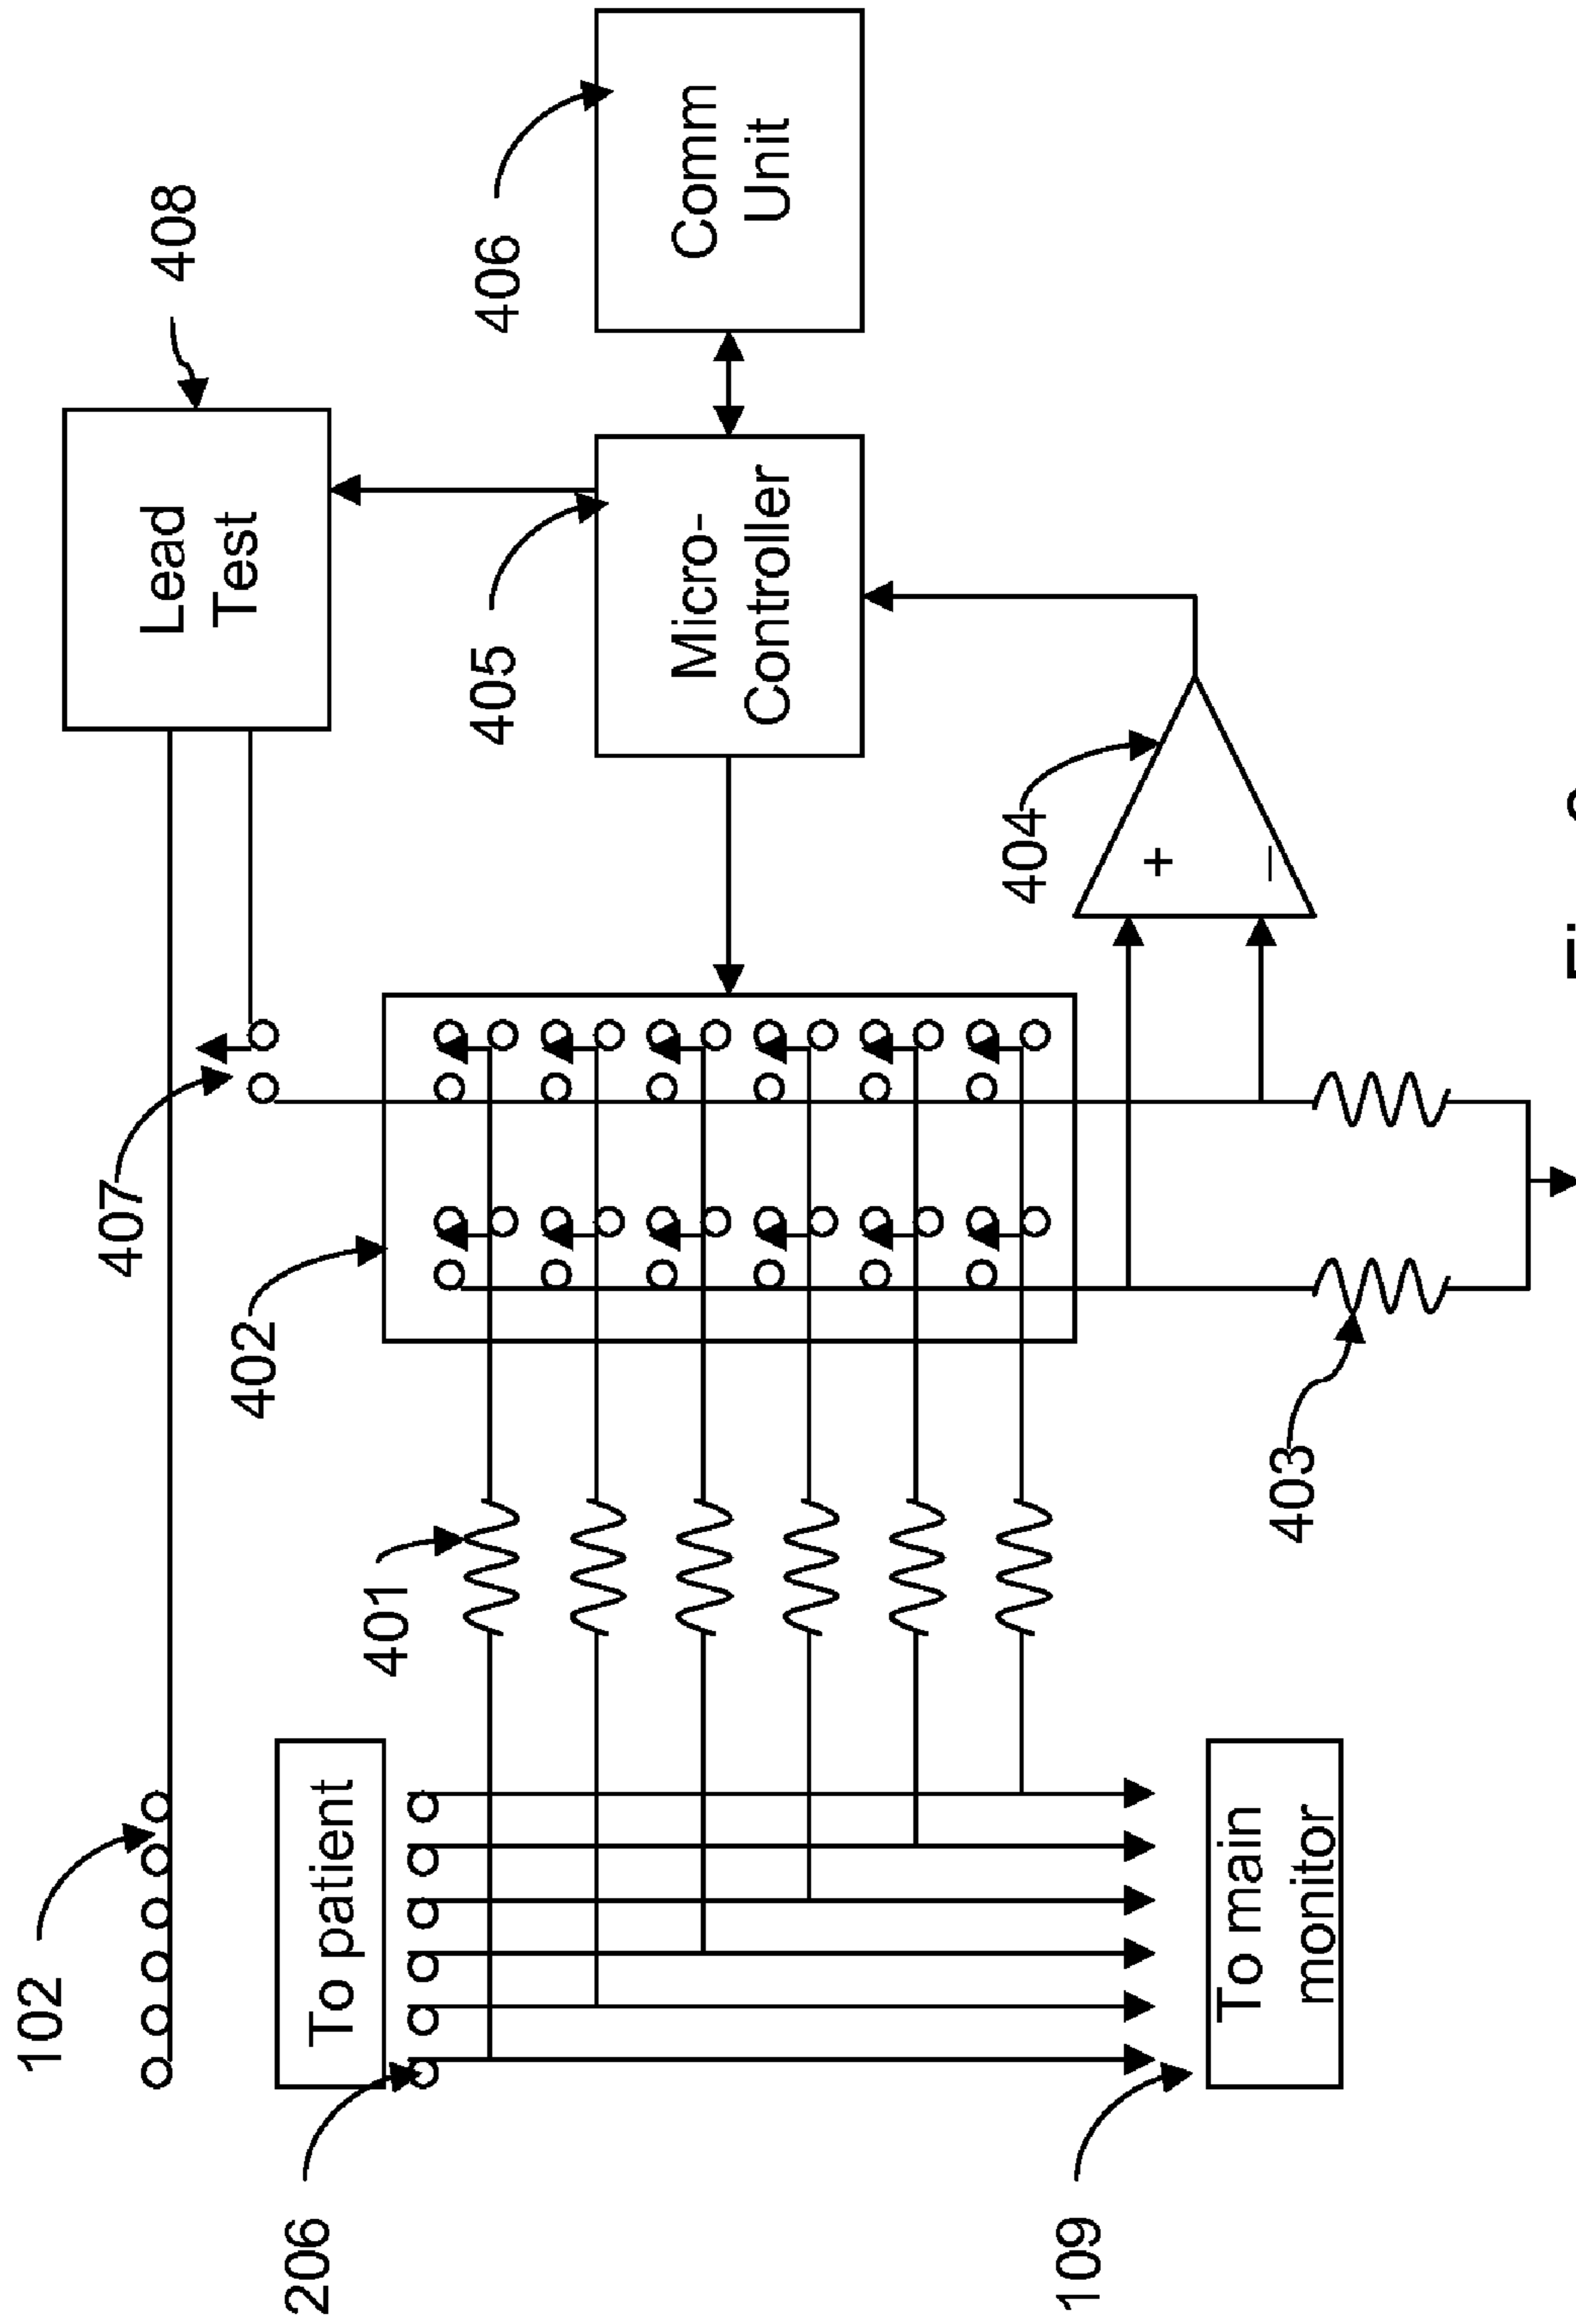 102
408
Lead
Test
407
406
Comm
Unit
206
To patient
401
402
405
Micro-
Controller
404
+
−
109
To main
monitor
403